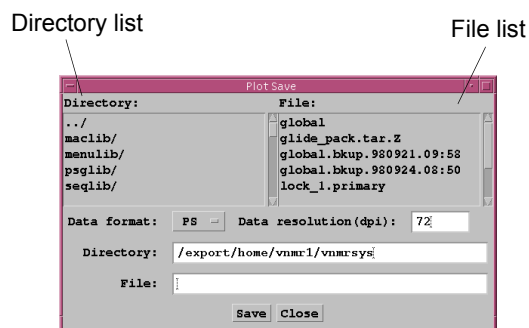 Directory list
File list
Plot Save
Directory:
File:
../
maclib/
menulib/
psglib/
seqlib/
global
glide_pack.tar.Z
global.bkup.980921.09:58
global.bkup.980924.08:50
lock_1.primary
Data format: PS Data resolution(dpi): 72
Directory: /export/home/vnmr1/vnmrsys
File:
Save Close